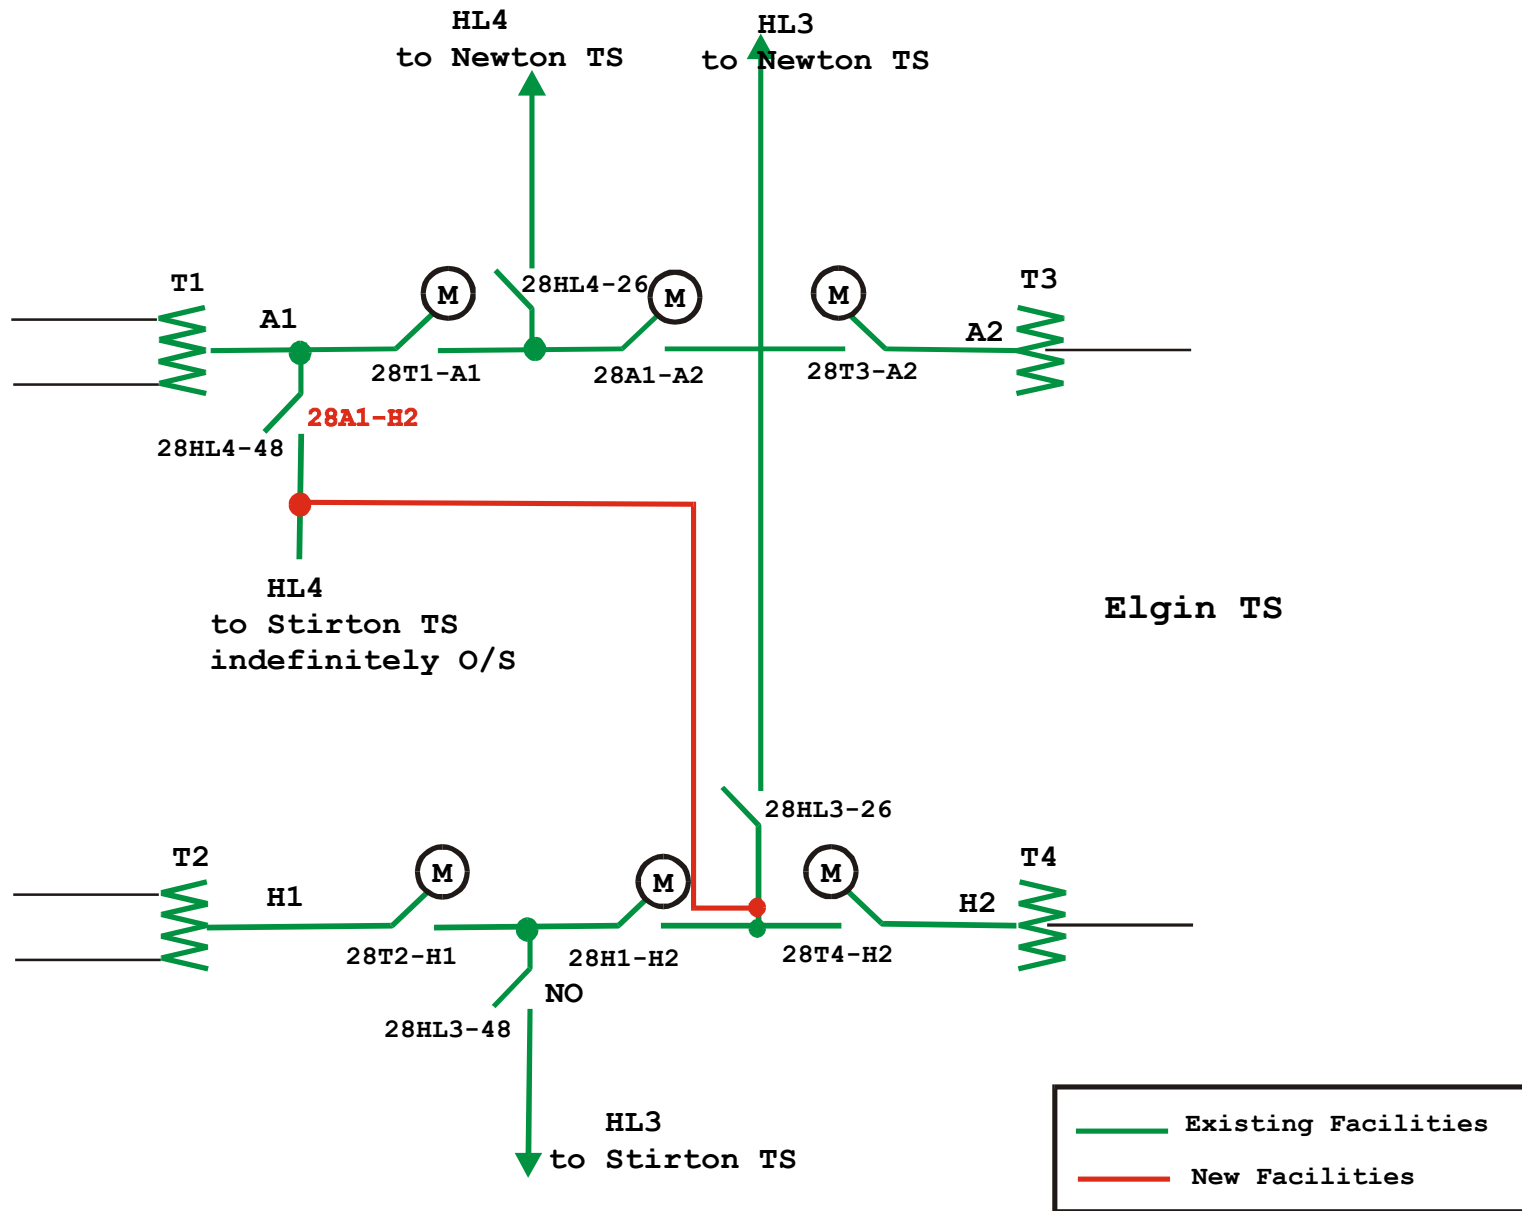 HL4
to Newton TS
HL3
to Newton TS
T1
A1
M
28HL4-26
M
M
T3
A2
28T1-A1
28A1-A2
28T3-A2
28A1-H2
28HL4-48
HL4
to Stirton TS
indefinitely O/S
Elgin TS
28HL3-26
T2
H1
M
M
M
T4
H2
28T2-H1
28H1-H2
28T4-H2
NO
28HL3-48
HL3
to Stirton TS
Existing Facilities
New Facilities